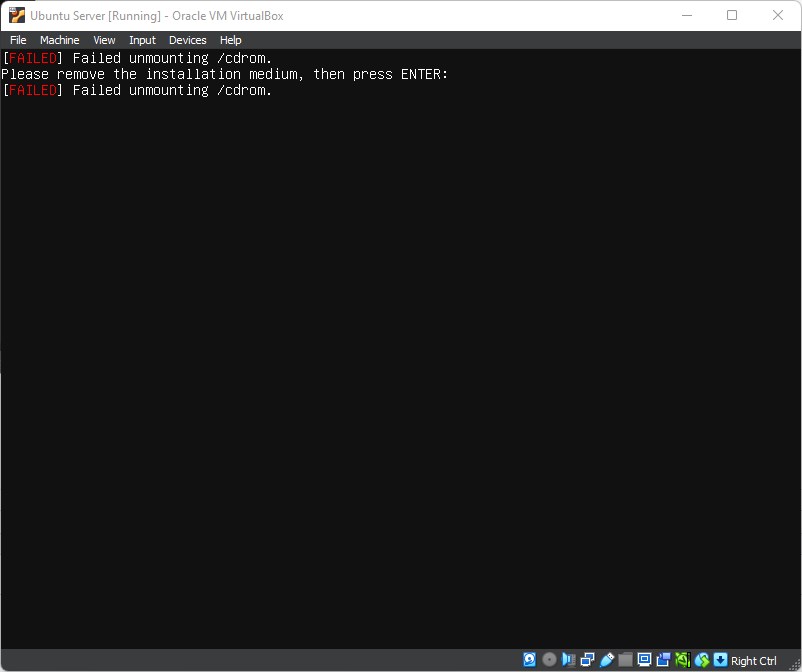 Ubuntu Server [Running] - Oracle VM VirtualBox
File Machine View Input Devices Help
[FAILED] Failed unmounting /cdrom.
Please remove the installation medium, then press ENTER:
[FAILED] Failed unmounting /cdrom.
Right Ctrl